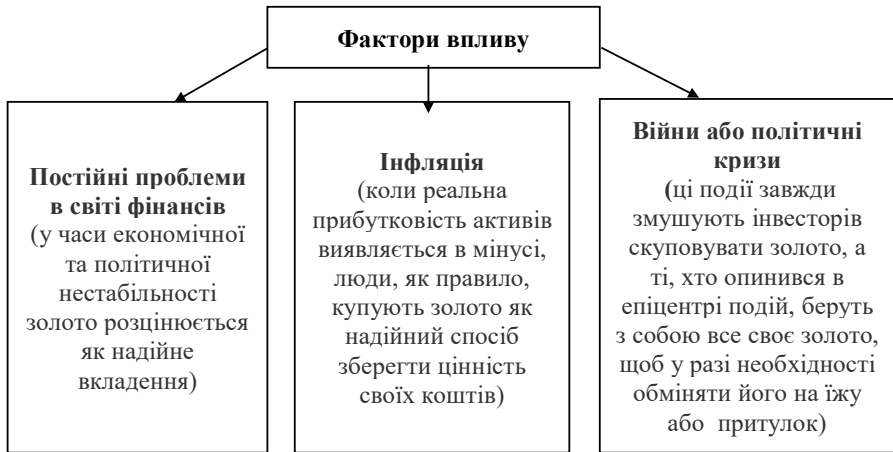 Фактори впливу
Постійні проблеми
в світі фінансів
(у часи економічної
та політичної
нестабільності
золото розцінюється
як надійне
вкладення)
Інфляція
(коли реальна
прибутковість активів
виявляється в мінусі,
люди, як правило,
купують золото як
надійний спосіб
зберегти цінність
своїх коштів)
Війни або політичні
кризи
(ці події завжди
змушують інвесторів
скуповувати золото, а
ті, хто опинився в
епіцентрі подій, беруть
з собою все своє золото,
щоб у разі необхідності
обміняти його на їжу
або притулок)